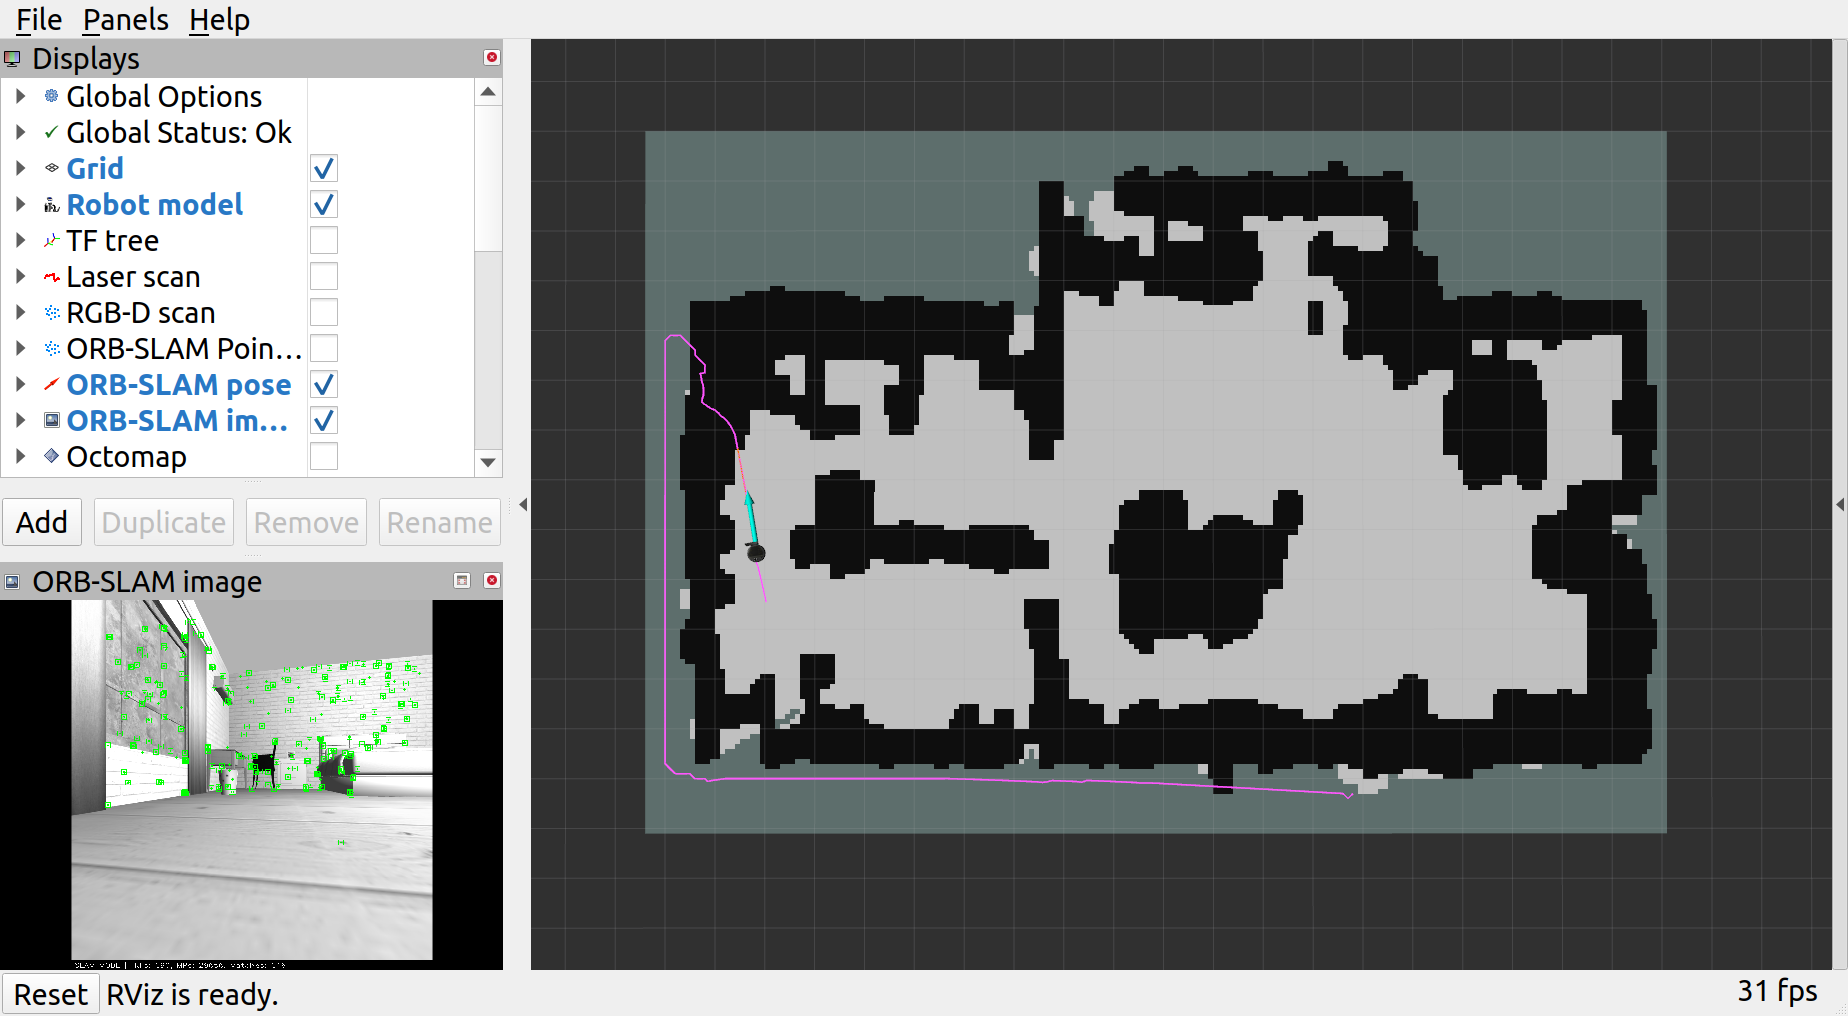 File Panels Help
Displays
Global Options
Global Status: Ok
Grid
Robot model
TF tree
Laser scan
RGB-D scan
ORB-SLAM Poin...
ORB-SLAM pose
ORB-SLAM im...
Octomap
Add Duplicate Remove Rename
ORB-SLAM image
SLAM MODE |
Reset RViz is ready.
31 fps